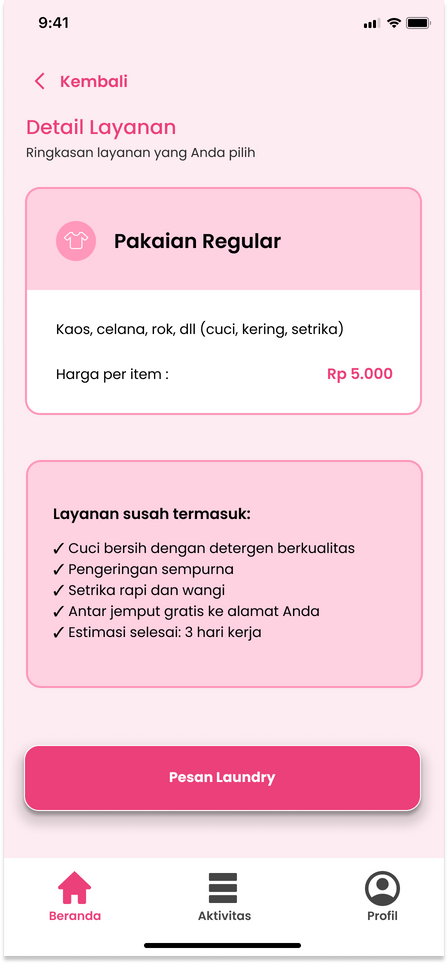 9:41
Kembali
Detail Layanan
Ringkasan layanan yang Anda pilih
Pakaian Regular
Kaos, celana, rok, dll (cuci, kering, setrika)
Harga per item : Rp 5.000
Layanan susah termasuk:
✓ Cuci bersih dengan detergen berkualitas
✓ Pengeringan sempurna
✓ Setrika rapi dan wangi
✓ Antar jemput gratis ke alamat Anda
✓ Estimasi selesai: 3 hari kerja
Pesan Laundry
Beranda Aktivitas Profil